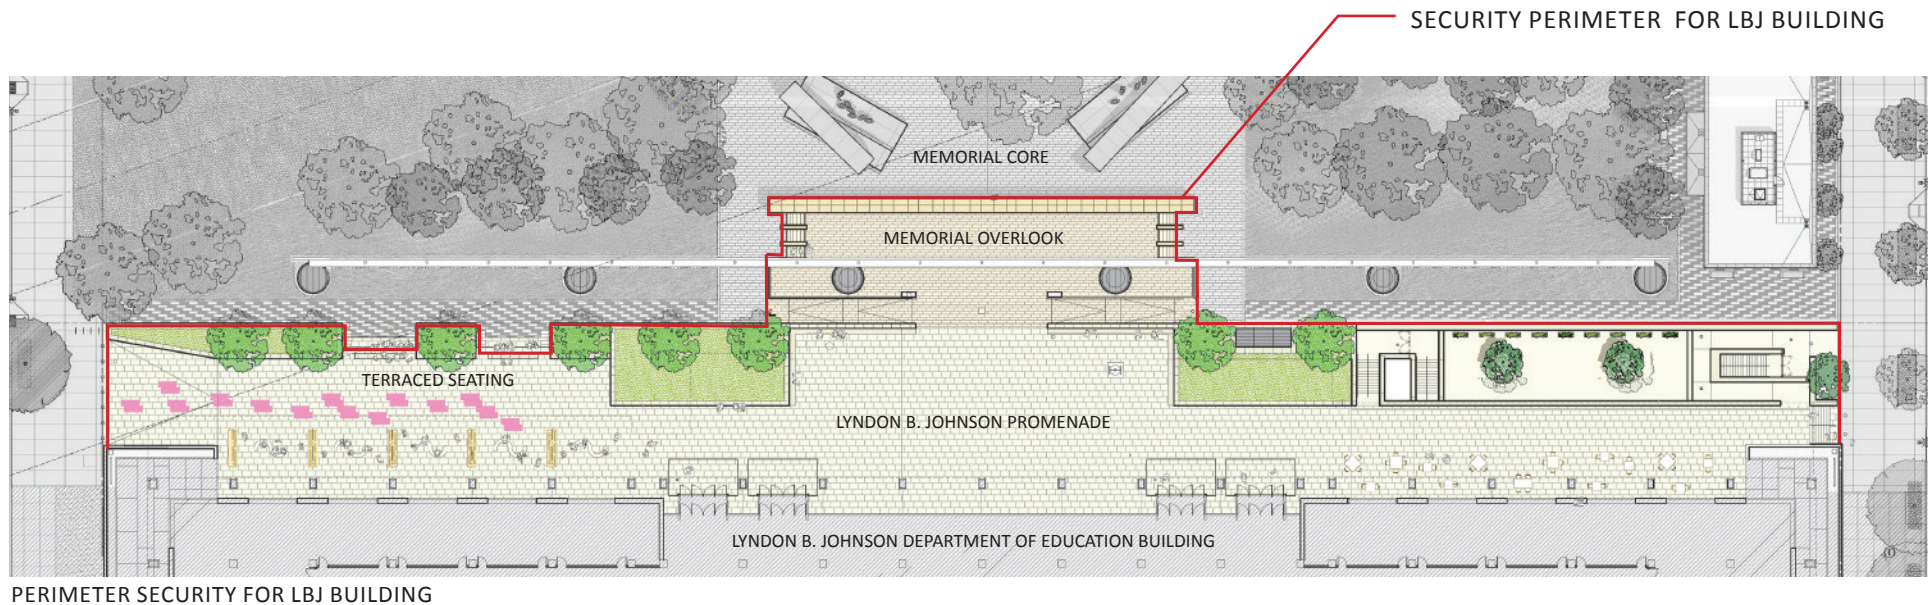 SECURITY PERIMETER FOR LBJ BUILDING
MEMORIAL CORE
MEMORIAL OVERLOOK
TERRACED SEATING
LYNDON B. JOHNSON PROMENADE
LYNDON B. JOHNSON DEPARTMENT OF EDUCATION BUILDING
PERIMETER SECURITY FOR LBJ BUILDING